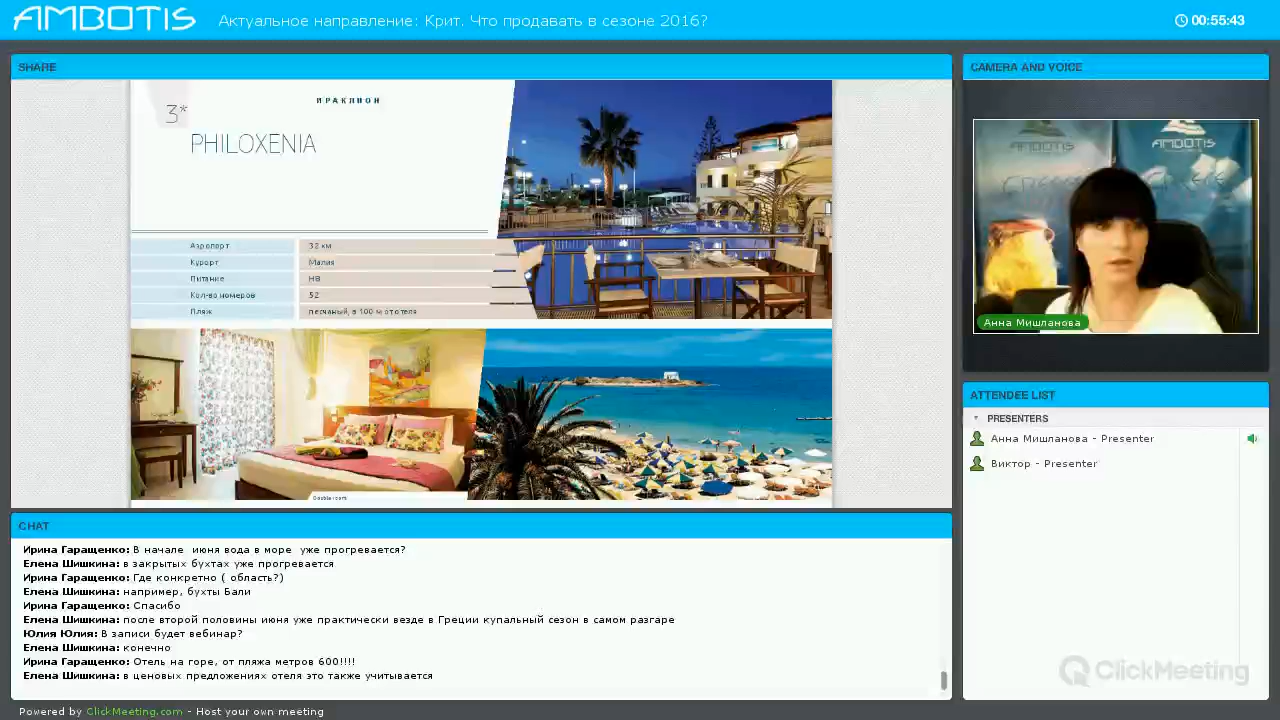 AMBOTIS
Актуальное направление: Крит. Что продавать в сезоне 2016?
00:55:43
SHARE
ИРАКЛИОН
3*
PHILOXENIA
Аэропорт 32 км
Курорт Малия
Питание HB
Кол-во номеров 52
Пляж песчаный, в 100 м от отеля
Double room
CAMERA AND VOICE
AMBOTIS
AMBOTIS
Анна Мишланова
ATTENDEE LIST
PRESENTERS
Анна Мишланова - Presenter
Виктор - Presenter
CHAT
Ирина Гаращенко: В начале июня вода в море уже прогревается?
Елена Шишкина: в закрытых бухтах уже прогревается
Ирина Гаращенко: Где конкретно ( область?)
Елена Шишкина: например, бухты Бали
Ирина Гаращенко: Спасибо
Елена Шишкина: после второй половины июня уже практически везде в Греции купальный сезон в самом разгаре
Юлия Юлия: В записи будет вебинар?
Елена Шишкина: конечно
Ирина Гаращенко: Отель на горе, от пляжа метров 600!!!!
Елена Шишкина: в ценовых предложениях отеля это также учитывается
ClickMeeting
Powered by ClickMeeting.com - Host your own meeting